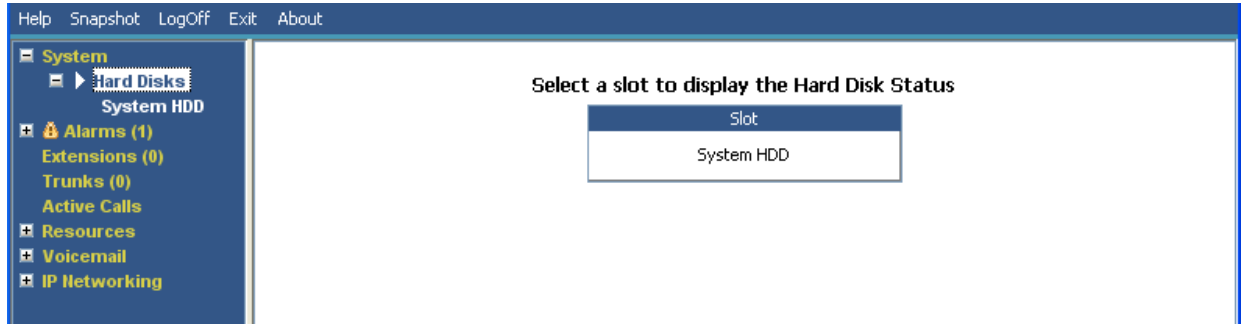 Help Snapshot LogOff Exit About
System
Hard Disks
System HDD
Alarms (1)
Extensions (0)
Trunks (0)
Active Calls
Resources
Voicemail
IP Networking
Select a slot to display the Hard Disk Status
Slot
System HDD